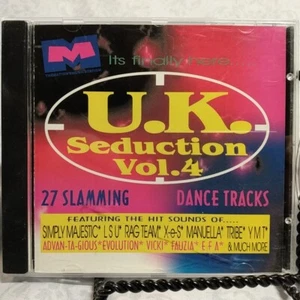 M
Its finally here
U.K.
Seduction
Vol.4
27 SLAMMING DANCE TRACKS
FEATURING THE HIT SOUNDS OF.....
SIMPLY MAJESTIC* L S U* RAG TEAM* X-e-S* MANUELLA* TRIBE* Y M T*
ADVAN-TA-GIOUS* EVOLUTION* VICKI* FAUZIA* E-F-A* & MUCH MORE